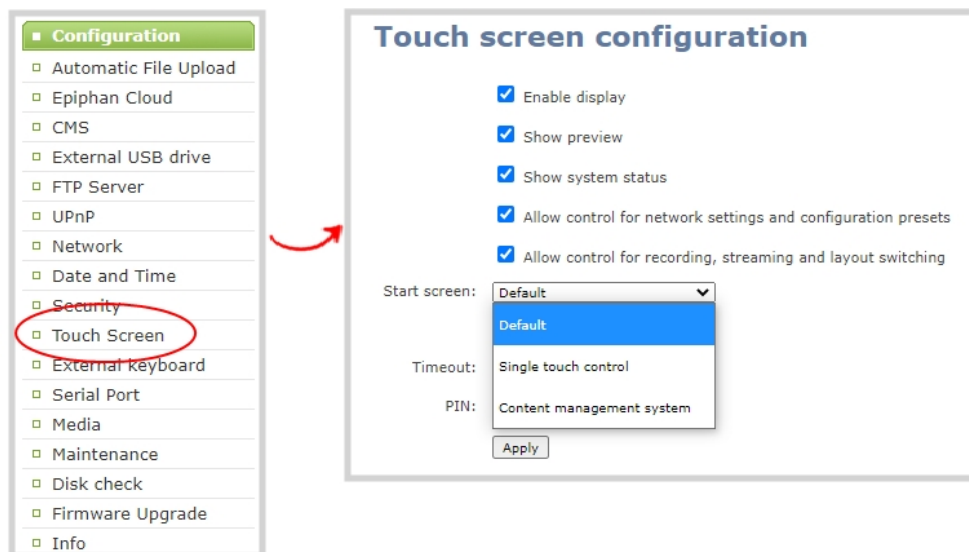 Configuration
Automatic File Upload
Epiphan Cloud
CMS
External USB drive
FTP Server
UPnP
Network
Date and Time
Security
Touch Screen
External keyboard
Serial Port
Media
Maintenance
Disk check
Firmware Upgrade
Info
Touch screen configuration
Enable display
Show preview
Show system status
Allow control for network settings and configuration presets
Allow control for recording, streaming and layout switching
Start screen: Default
Default
Timeout: Single touch control
PIN: Content management system
Apply